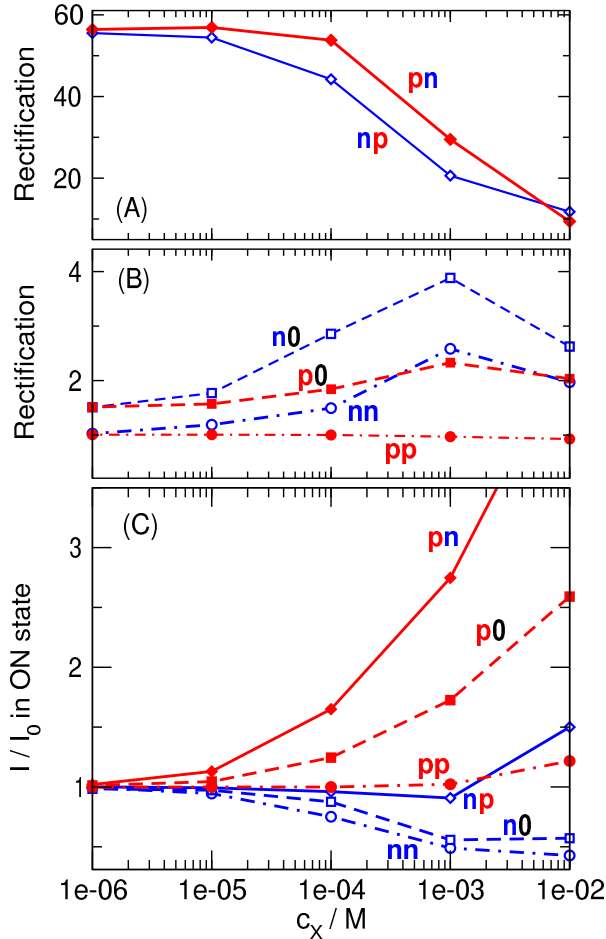 60
40
20
Rectification
pn
np
(A)
4
2
Rectification
(B)
n0
p0
nn
pp
3
2
1
I / I0 in ON state
(C)
pn
p0
pp
np
n0
nn
1e-06 1e-05 1e-04 1e-03 1e-02
cX / M